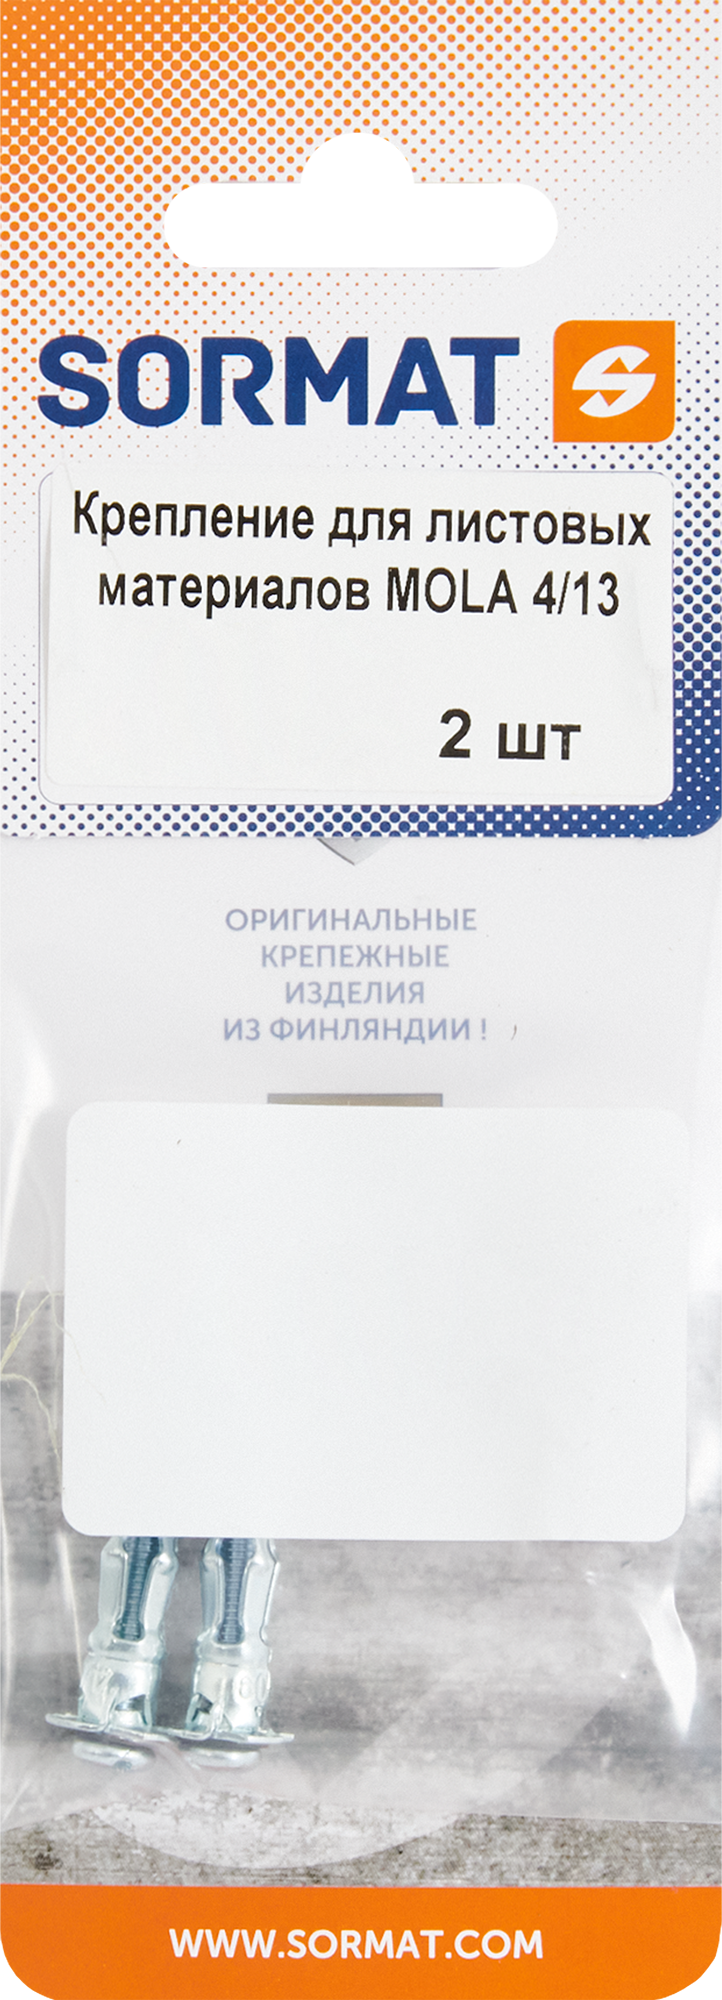 SORMAT
Крепление для листовых
материалов MOLA 4/13
2 шт
ОРИГИНАЛЬНЫЕ
КРЕПЕЖНЫЕ
ИЗДЕЛИЯ
ИЗ ФИНЛЯНДИИ !
WWW.SORMAT.COM